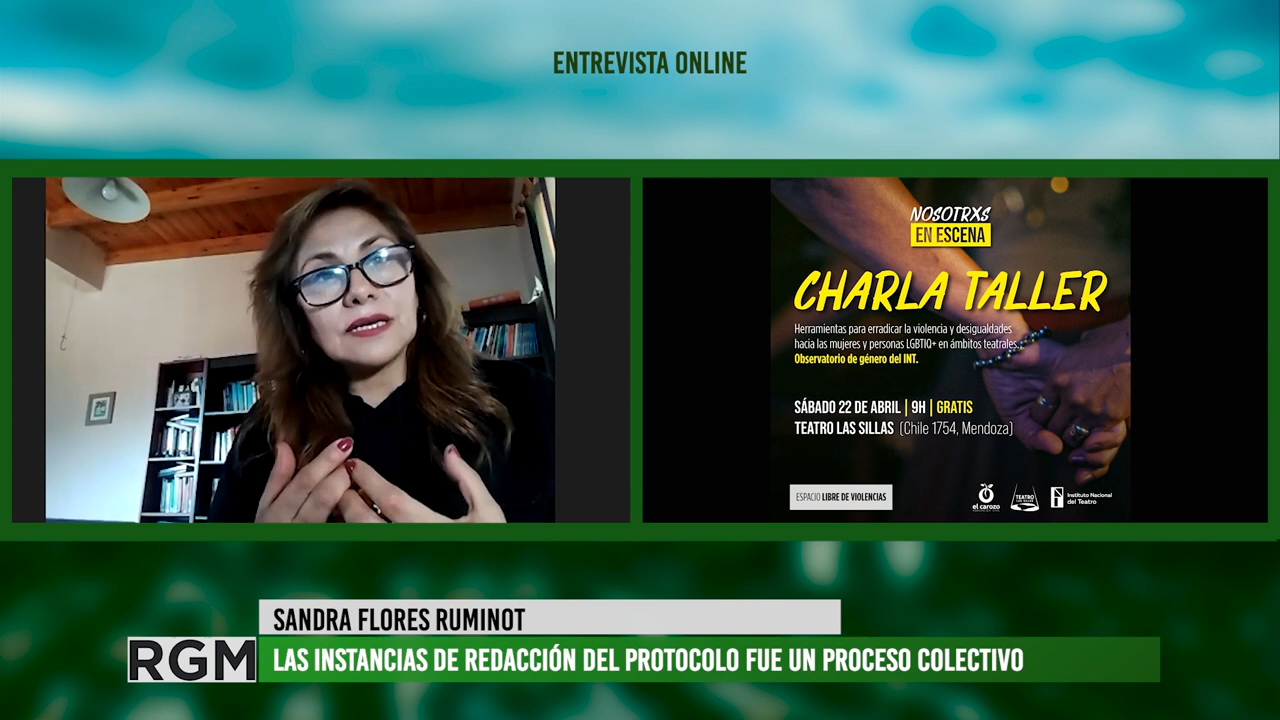 ENTREVISTA ONLINE
NOSOTRXS
EN ESCENA
CHARLA TALLER
Herramientas para erradicar la violencia y desigualdades
hacia las mujeres y personas LGBTIQ+ en ámbitos teatrales.
Observatorio de género del INT.
SÁBADO 22 DE ABRIL | 9H | GRATIS
TEATRO LAS SILLAS (Chile 1754, Mendoza)
ESPACIO LIBRE DE VIOLENCIAS
el carozo
TEATRO
LAS SILLAS
Instituto Nacional
del Teatro
SANDRA FLORES RUMINOT
RGM
LAS INSTANCIAS DE REDACCIÓN DEL PROTOCOLO FUE UN PROCESO COLECTIVO